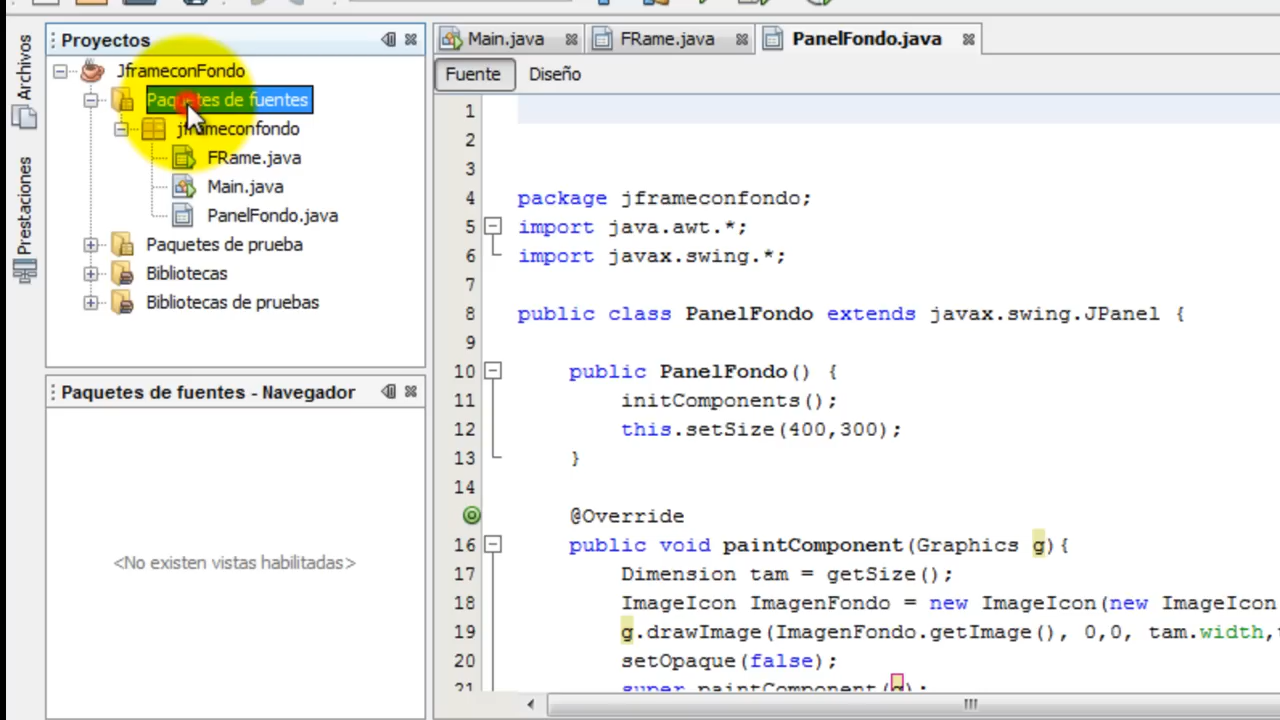 Archivos
Prestaciones
Proyectos
JframeconFondo
Paquetes de fuentes
jframeconfondo
FRame.java
Main.java
PanelFondo.java
Paquetes de prueba
Bibliotecas
Bibliotecas de pruebas
Paquetes de fuentes - Navegador
<No existen vistas habilitadas>
Main.java FRame.java PanelFondo.java
Fuente Diseño
1
2
3
4 package jframeconfondo;
5 import java.awt.*;
6 import javax.swing.*;
7
8 public class PanelFondo extends javax.swing.JPanel {
9
10 public PanelFondo() {
11 initComponents();
12 this.setSize(400,300);
13 }
14
@Override
16 public void paintComponent(Graphics g){
17 Dimension tam = getSize();
18 ImageIcon ImagenFondo = new ImageIcon(new ImageIcon
19 g.drawImage(ImagenFondo.getImage(), 0,0, tam.width,
20 setOpaque(false);
21 super.paintComponent(g);